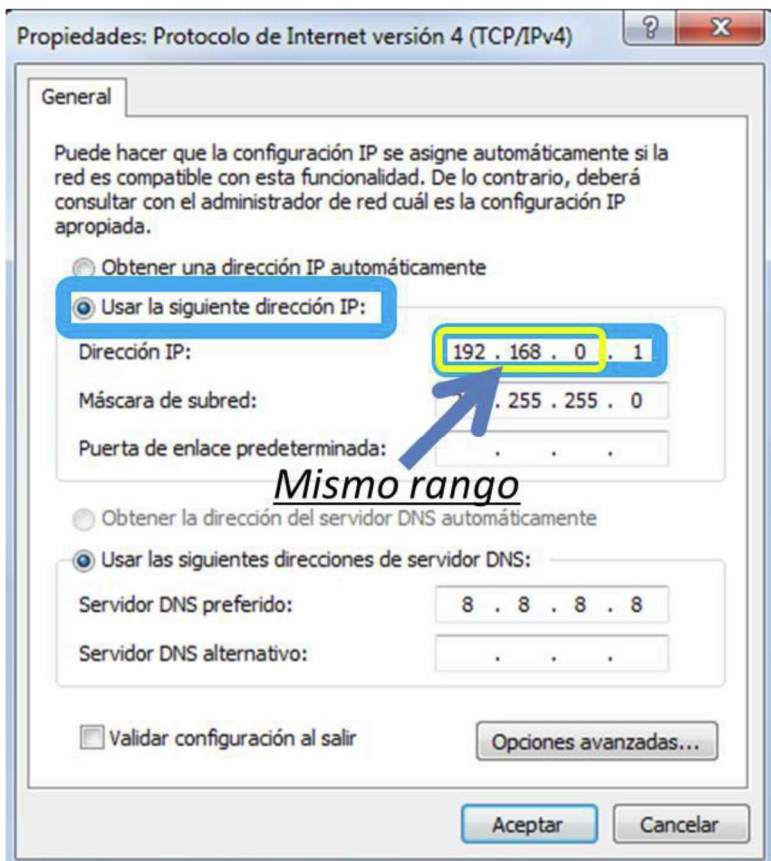 Propiedades: Protocolo de Internet versión 4 (TCP/IPv4)
General
Puede hacer que la configuración IP se asigne automáticamente si la
red es compatible con esta funcionalidad. De lo contrario, deberá
consultar con el administrador de red cuál es la configuración IP
apropiada.
Obtener una dirección IP automáticamente
Usar la siguiente dirección IP:
Dirección IP: 192 . 168 . 0 . 1
Máscara de subred: . 255 . 255 . 0
Puerta de enlace predeterminada: . . .
Mismo rango
Obtener la dirección del servidor DNS automáticamente
Usar las siguientes direcciones de servidor DNS:
Servidor DNS preferido: 8 . 8 . 8 . 8
Servidor DNS alternativo: . . .
Validar configuración al salir
Opciones avanzadas...
Aceptar Cancelar